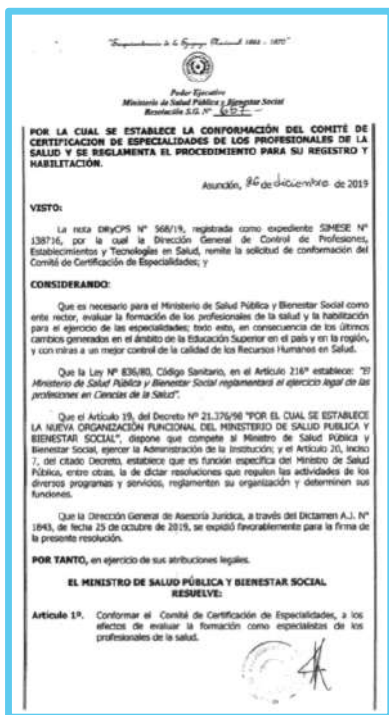 "Sesquicentenario de la Epopeya Nacional 1864 - 1870"
Poder Ejecutivo
Ministerio de Salud Pública y Bienestar Social
Resolución S.G. Nº 657.-
POR LA CUAL SE ESTABLECE LA CONFORMACIÓN DEL COMITÉ DE
CERTIFICACION DE ESPECIALIDADES DE LOS PROFESIONALES DE LA
SALUD Y SE REGLAMENTA EL PROCEDIMIENTO PARA SU REGISTRO Y
HABILITACIÓN.
Asunción, 26 de diciembre de 2019
VISTO:
La nota DRyCPS Nº 568/19, registrada como expediente SIMESE Nº
138716, por la cual la Dirección General de Control de Profesiones,
Establecimientos y Tecnologías en Salud, remite la solicitud de conformación del
Comité de Certificación de Especialidades; y
CONSIDERANDO:
Que es necesario para el Ministerio de Salud Pública y Bienestar Social como
ente rector, evaluar la formación de los profesionales de la salud y la habilitación
para el ejercicio de las especialidades; todo esto, en consecuencia de los últimos
cambios generados en el ámbito de la Educación Superior en el país y en la región,
y con miras a un mejor control de la calidad de los Recursos Humanos en Salud.
Que la Ley Nº 836/80, Código Sanitario, en el Artículo 216º establece: "El
Ministerio de Salud Pública y Bienestar Social reglamentará el ejercicio legal de las
profesiones en Ciencias de la Salud".
Que el Artículo 19, del Decreto Nº 21.376/98 "POR EL CUAL SE ESTABLECE
LA NUEVA ORGANIZACIÓN FUNCIONAL DEL MINISTERIO DE SALUD PUBLICA Y
BIENESTAR SOCIAL", dispone que compete al Ministro de Salud Pública y
Bienestar Social, ejercer la Administración de la Institución; y el Artículo 20, inciso
7, del citado Decreto, establece que es función específica del Ministro de Salud
Pública, entre otras, la de dictar resoluciones que regulen las actividades de los
diversos programas y servicios, reglamenten su organización y determinen sus
funciones.
Que la Dirección General de Asesoría Jurídica, a través del Dictamen A.J. Nº
1843, de fecha 25 de octubre de 2019, se expidió favorablemente para la firma de
la presente resolución.
POR TANTO, en ejercicio de sus atribuciones legales.
EL MINISTRO DE SALUD PÚBLICA Y BIENESTAR SOCIAL
RESUELVE:
Artículo 1º. Conformar el Comité de Certificación de Especialidades, a los
efectos de evaluar la formación como especialistas de los
profesionales de la salud.